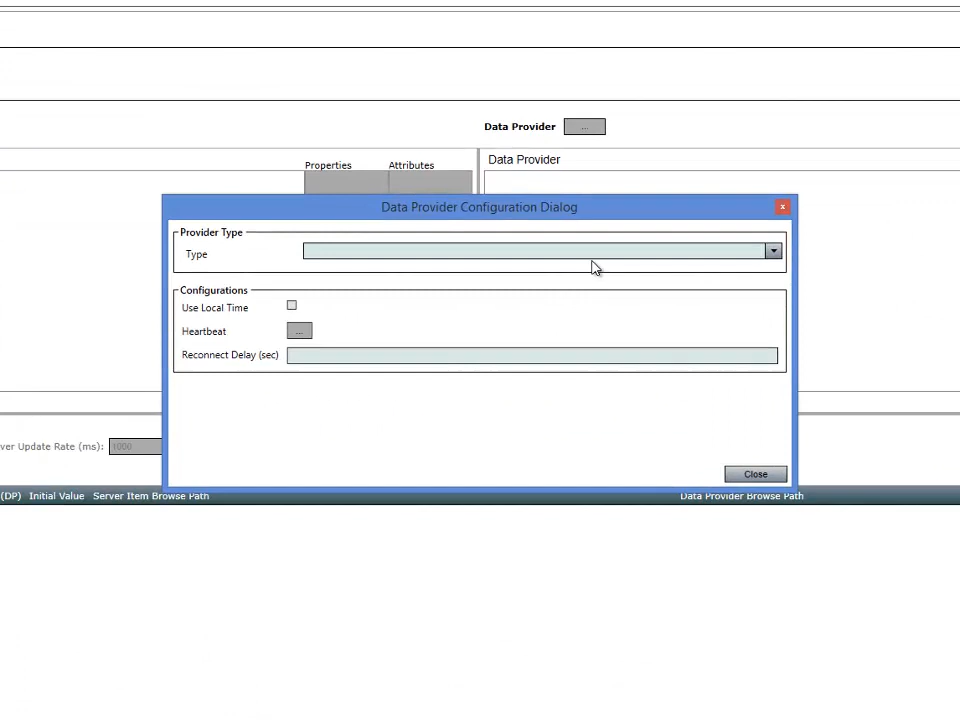 Data Provider ...
Properties Attributes Data Provider
Data Provider Configuration Dialog x
Provider Type
Type
Configurations
Use Local Time
Heartbeat ...
Reconnect Delay (sec)
ver Update Rate (ms): 1000
Close
(DP) Initial Value Server Item Browse Path Data Provider Browse Path